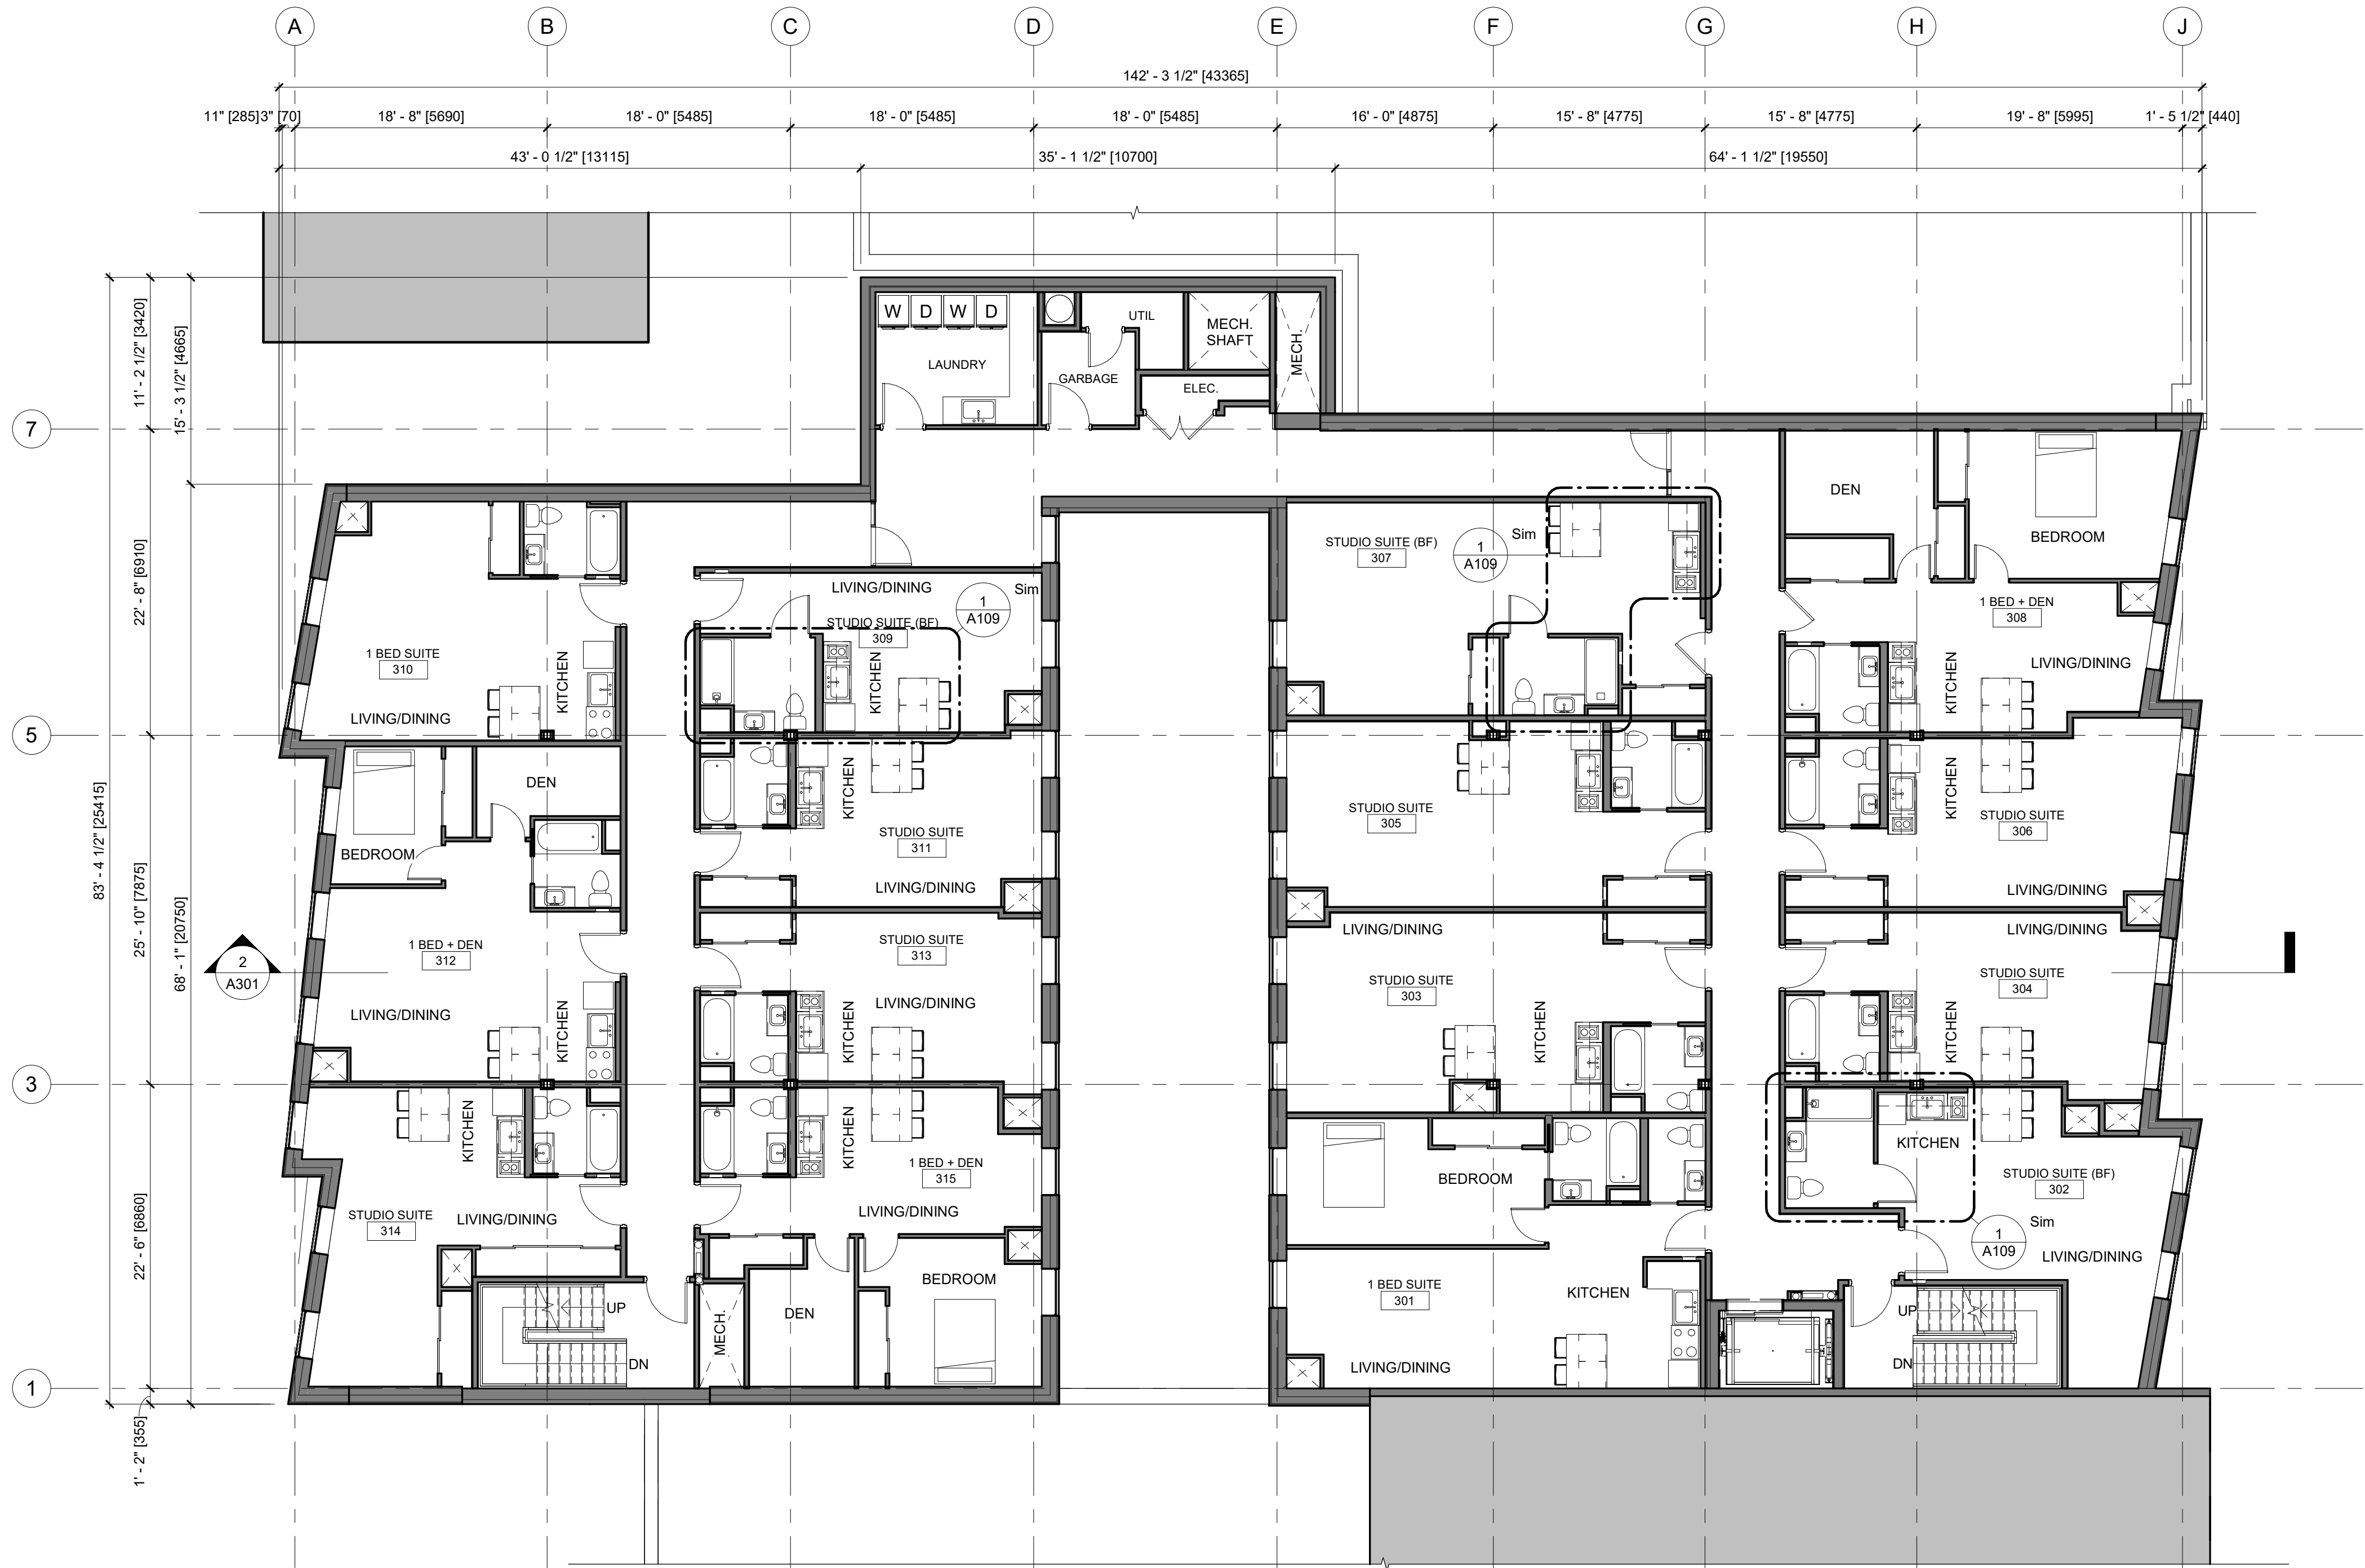 A B C D E F G H J
142' - 3 1/2" [43365]
11" [285] 3" [70] 18' - 8" [5690] 18' - 0" [5485] 18' - 0" [5485] 18' - 0" [5485] 16' - 0" [4875] 15' - 8" [4775] 15' - 8" [4775] 19' - 8" [5995] 1' - 5 1/2" [440]
43' - 0 1/2" [13115] 35' - 1 1/2" [10700] 64' - 1 1/2" [19550]
7
5
3
1
11' - 2 1/2" [3420]
15' - 3 1/2" [4665]
22' - 8" [6910]
83' - 4 1/2" [25415]
25' - 10" [7875]
68' - 1" [20750]
22' - 6" [6860]
1' - 2" [355]
2
A301
W D W D
LAUNDRY
GARBAGE
UTIL
MECH.
SHAFT
MECH.
ELEC.
1 BED SUITE
310
LIVING/DINING
KITCHEN
LIVING/DINING
STUDIO SUITE (BF)
309
KITCHEN
1
A109
Sim
BEDROOM
DEN
1 BED + DEN
312
LIVING/DINING
KITCHEN
KITCHEN
STUDIO SUITE
311
LIVING/DINING
STUDIO SUITE
313
LIVING/DINING
KITCHEN
KITCHEN
STUDIO SUITE
314
LIVING/DINING
UP
DN
KITCHEN
1 BED + DEN
315
LIVING/DINING
MECH.
DEN
BEDROOM
STUDIO SUITE (BF)
307
1
A109
Sim
STUDIO SUITE
305
LIVING/DINING
STUDIO SUITE
303
KITCHEN
BEDROOM
1 BED SUITE
301
KITCHEN
LIVING/DINING
DEN
BEDROOM
1 BED + DEN
308
LIVING/DINING
KITCHEN
KITCHEN
STUDIO SUITE
306
LIVING/DINING
LIVING/DINING
STUDIO SUITE
304
KITCHEN
KITCHEN
STUDIO SUITE (BF)
302
Sim
1
A109
LIVING/DINING
UP
DN